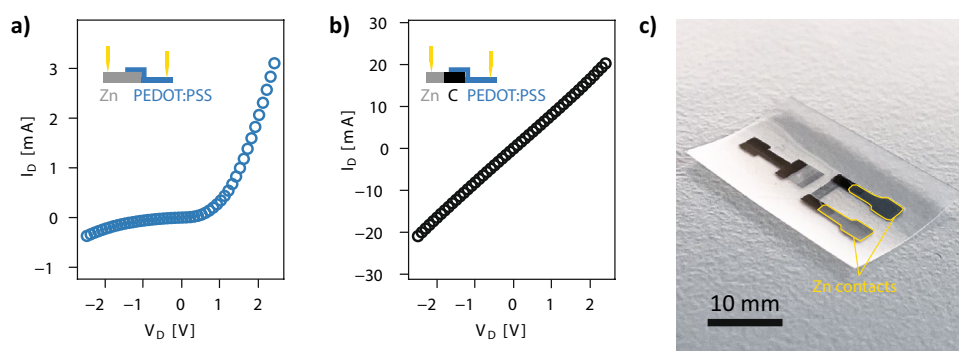 a)
3
2
1
0
−1
I_D [mA]
Zn PEDOT:PSS
−2 −1 0 1 2
V_D [V]
b)
30
20
10
0
−10
−20
−30
I_D [mA]
Zn C PEDOT:PSS
−2 −1 0 1 2
V_D [V]
c)
Zn contacts
10 mm